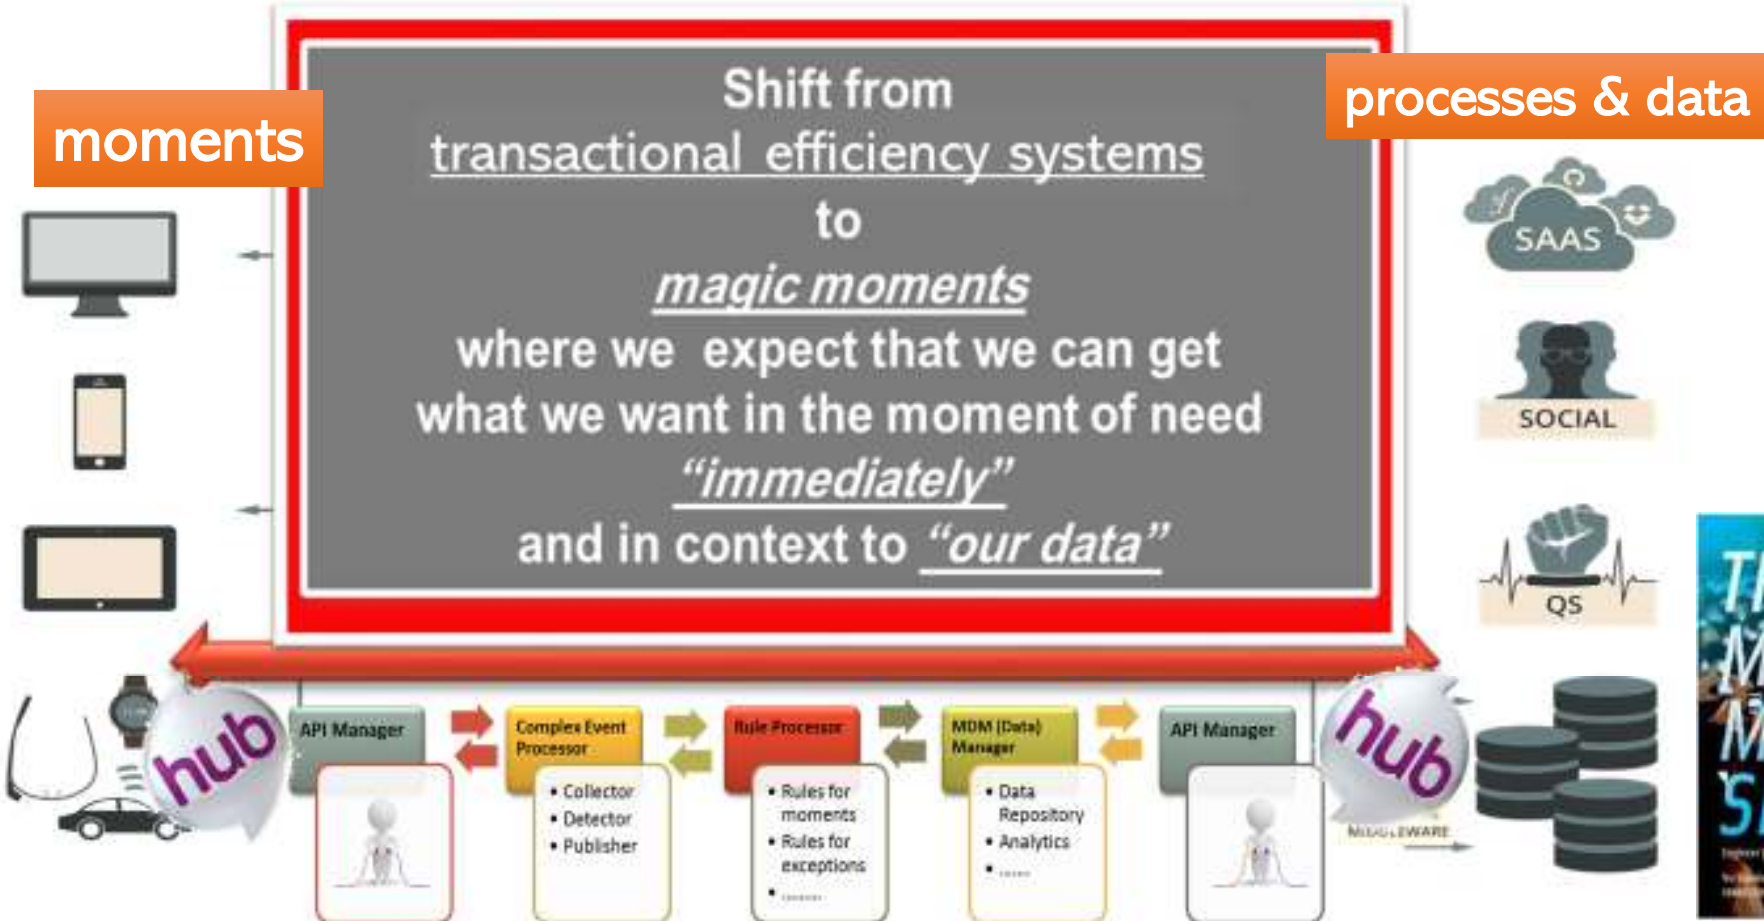 moments
processes & data
Shift from
transactional efficiency systems
to
magic moments
where we expect that we can get
what we want in the moment of need
“immediately”
and in context to “our data”
SAAS
SOCIAL
QS
hub
API Manager
Complex Event
Processor
• Collector
• Detector
• Publisher
Rule Processor
• Rules for
moments
• Rules for
exceptions
• .......
MDM (Data)
Manager
• Data
Repository
• Analytics
• .....
API Manager
hub
MIDDLEWARE